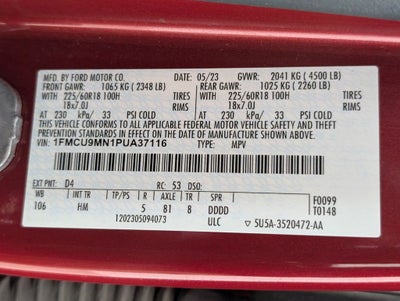 MFD. BY FORD MOTOR CO. 05/23 GVWR: 2041 KG ( 4500 LB)
FRONT GAWR: 1065 KG ( 2348 LB) REAR GAWR: 1025 KG ( 2260 LB)
WITH 225/60R18 100H TIRES WITH 225/60R18 100H TIRES
18x7.0J RIMS 18x7.0J RIMS
AT 230 kPa/ 33 PSI COLD AT 230 kPa/ 33 PSI COLD
THIS VEHICLE CONFORMS TO ALL APPLICABLE FEDERAL MOTOR VEHICLE SAFETY, BUMPER, AND THEFT
PREVENTION STANDARDS IN EFFECT ON THE DATE OF MANUFACTURE SHOWN ABOVE.
VIN: 1FMCU9MN1PUA37116 TYPE: MPV
EXT PNT: D4 RC: 53 DSO:
WB INT TR TP/PS R AXLE TR SPR F0099
106 HM 5 81 8 DDDD T0148
1202305094073 ULC 5U5A-3520472-AA